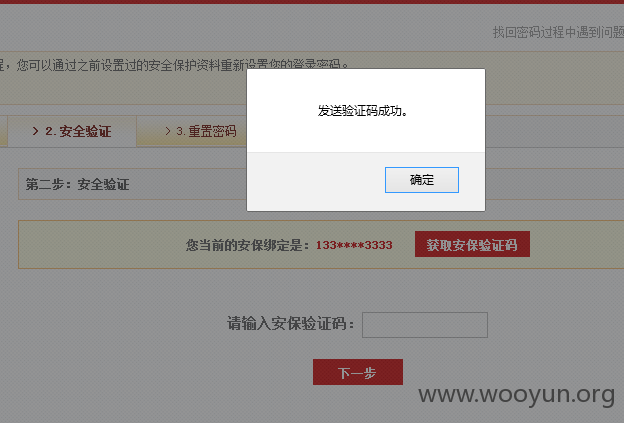 找回密码过程中遇到问题
程，您可以通过之前设置过的安全保护资料重新设置您的登录密码。
发送验证码成功。
确定
2. 安全验证
3. 重置密码
第二步：安全验证
您当前的安保绑定是：133****3333 获取安保验证码
请输入安保验证码：
下一步
www.wooyun.org